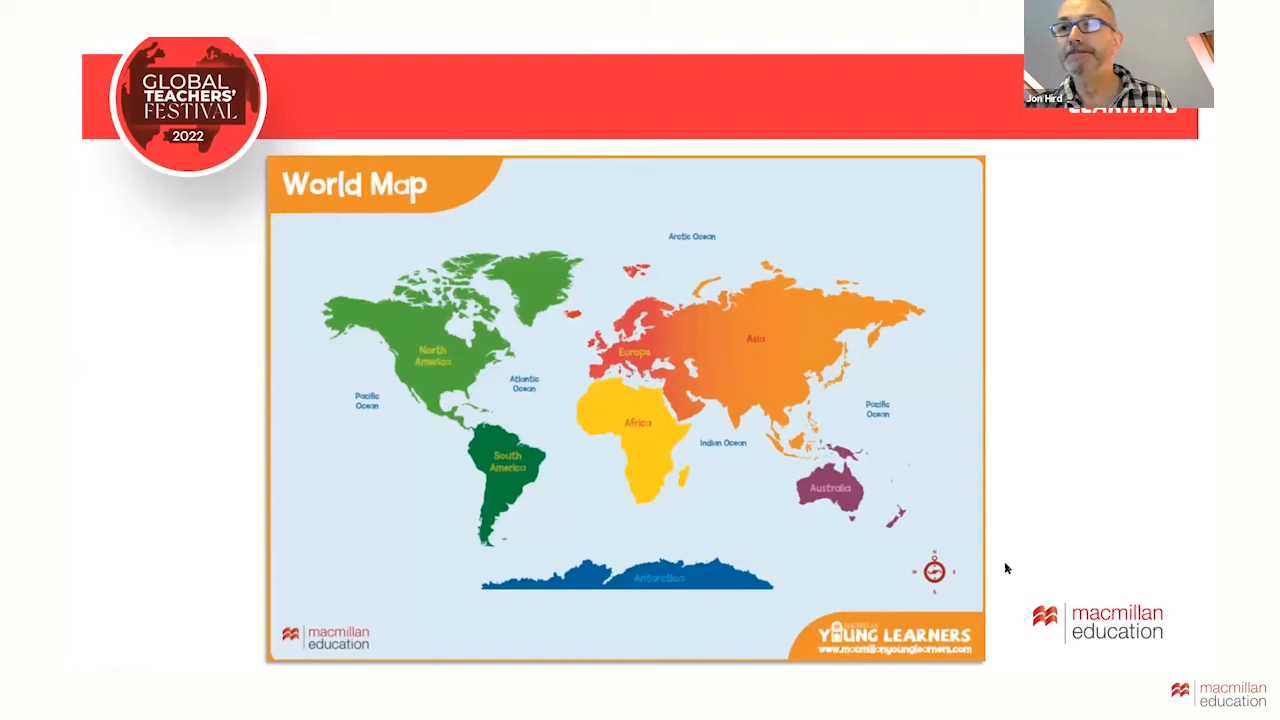 GLOBAL
TEACHERS'
FESTIVAL
2022
Jon Hird
LEARNING
World Map
Arctic Ocean
North
America
Europe
Asia
Atlantic
Ocean
Pacific
Ocean
Pacific
Ocean
Africa
Indian Ocean
South
America
Australia
Antarctica
N
W
E
S
macmillan
education
MACMILLAN
YOUNG LEARNERS
www.macmillanyounglearners.com
macmillan
education
macmillan
education